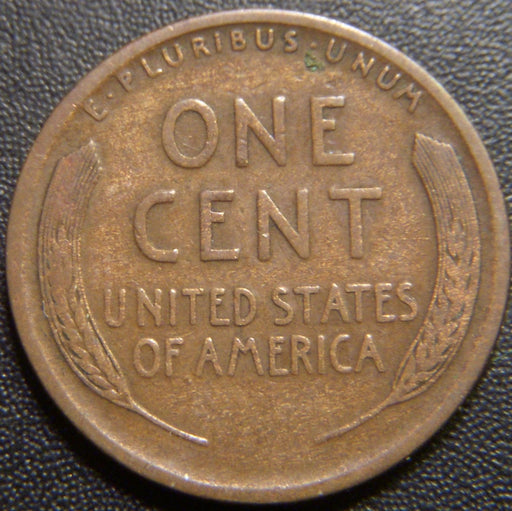 E·PLURIBUS·UNUM
ONE
CENT
UNITED STATES
OF AMERICA